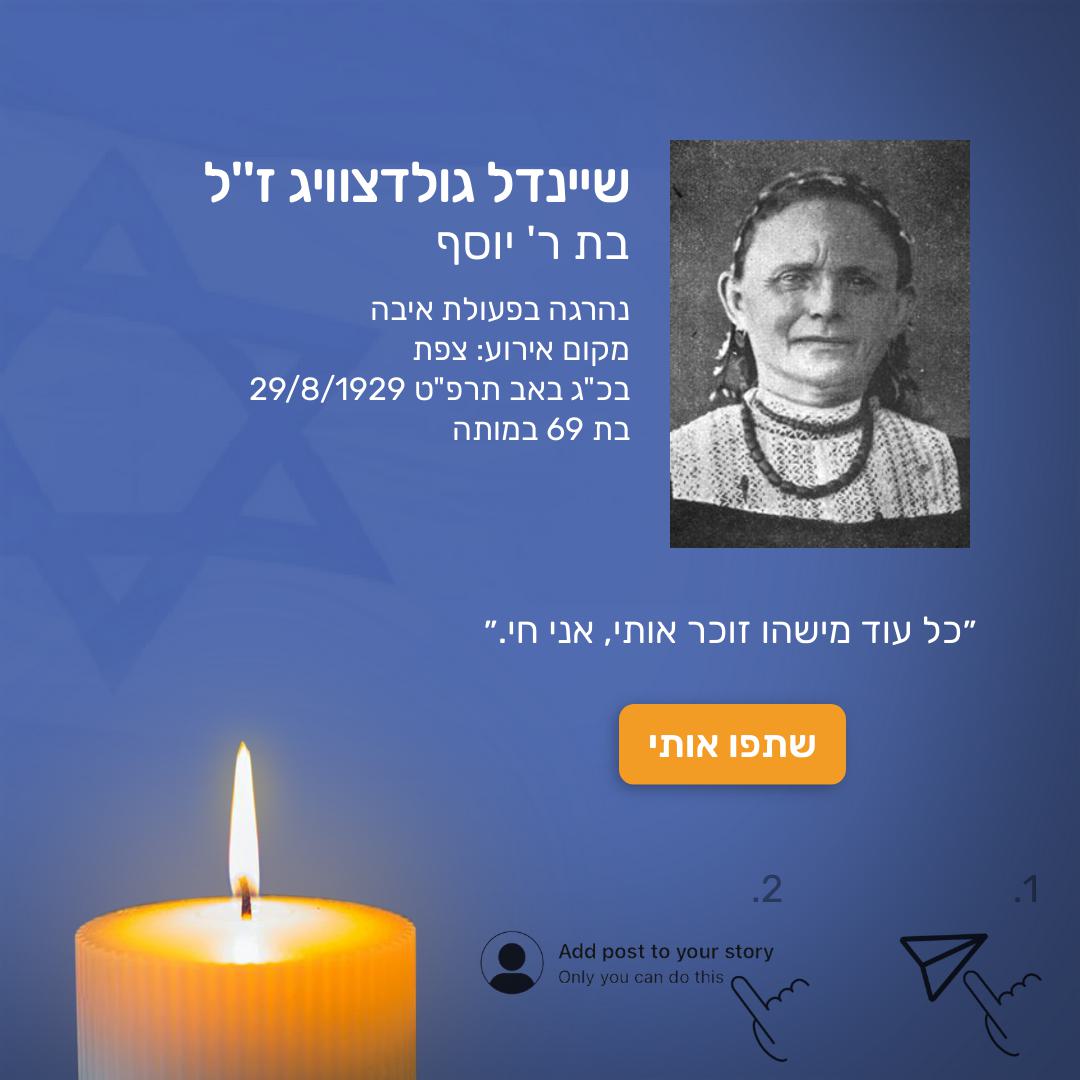 שיינדל גולדצוויג ז"ל
בת ר' יוסף
נהרגה בפעולת איבה
מקום אירוע: צפת
בכ"ג באב תרפ"ט 29/8/1929
בת 69 במותה
״כל עוד מישהו זוכר אותי, אני חי.״
שתפו אותי
1.
2.
Add post to your story
Only you can do this